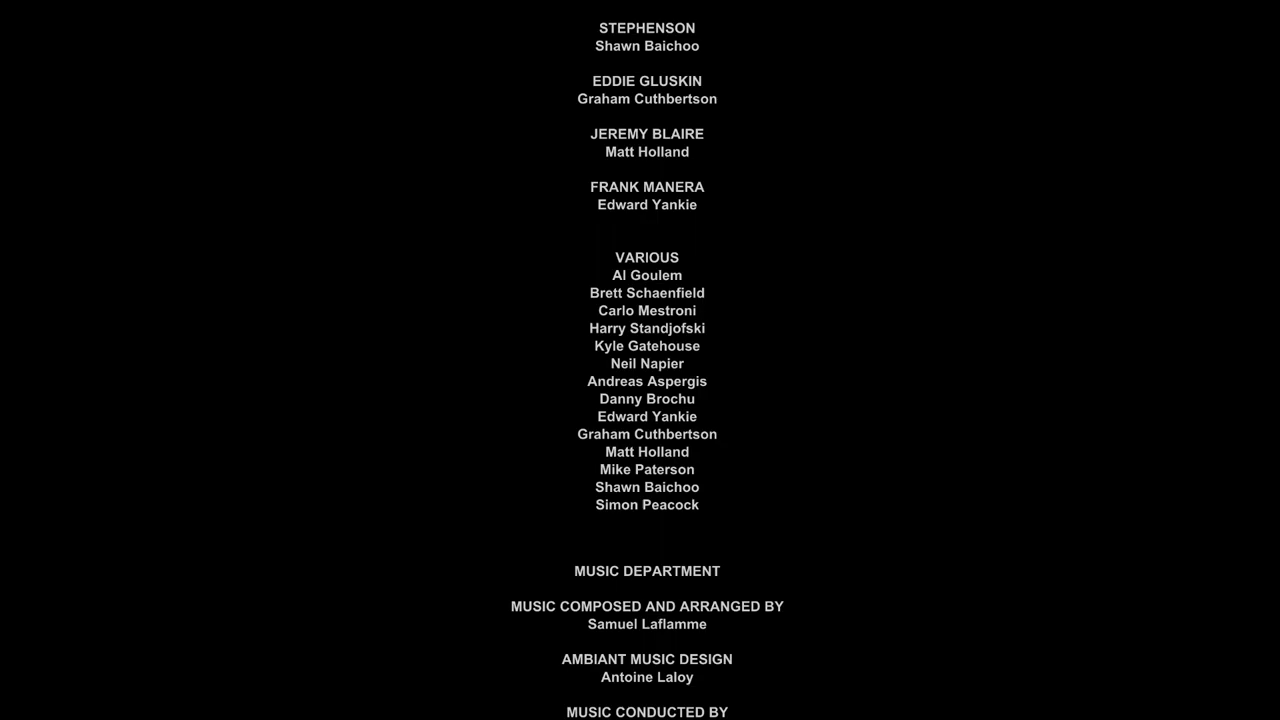 STEPHENSON
Shawn Baichoo
EDDIE GLUSKIN
Graham Cuthbertson
JEREMY BLAIRE
Matt Holland
FRANK MANERA
Edward Yankie
VARIOUS
Al Goulem
Brett Schaenfield
Carlo Mestroni
Harry Standjofski
Kyle Gatehouse
Neil Napier
Andreas Aspergis
Danny Brochu
Edward Yankie
Graham Cuthbertson
Matt Holland
Mike Paterson
Shawn Baichoo
Simon Peacock
MUSIC DEPARTMENT
MUSIC COMPOSED AND ARRANGED BY
Samuel Laflamme
AMBIANT MUSIC DESIGN
Antoine Laloy
MUSIC CONDUCTED BY